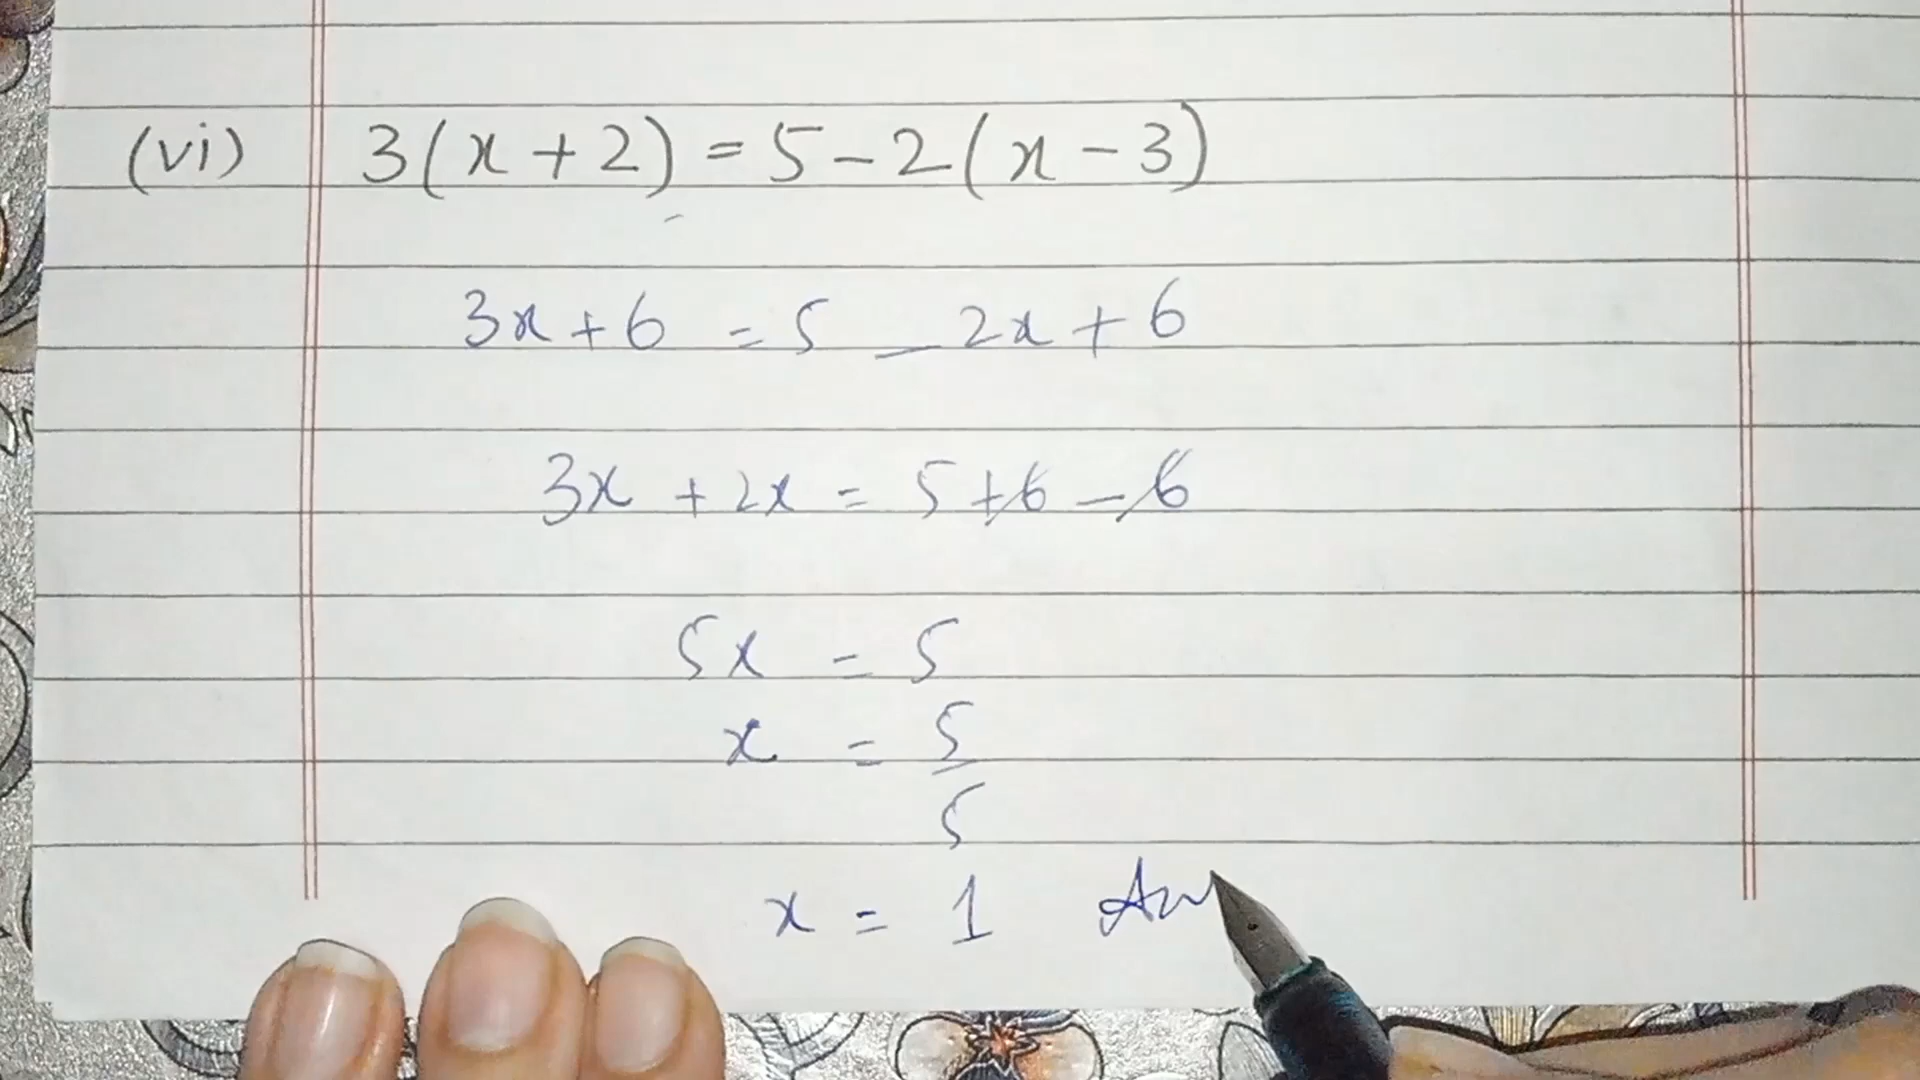 (vi) 3(x+2)=5-2(x-3)
3x+6 = 5 - 2x+6
3x + 2x = 5+6-6
5x = 5
x = 5/5
x = 1